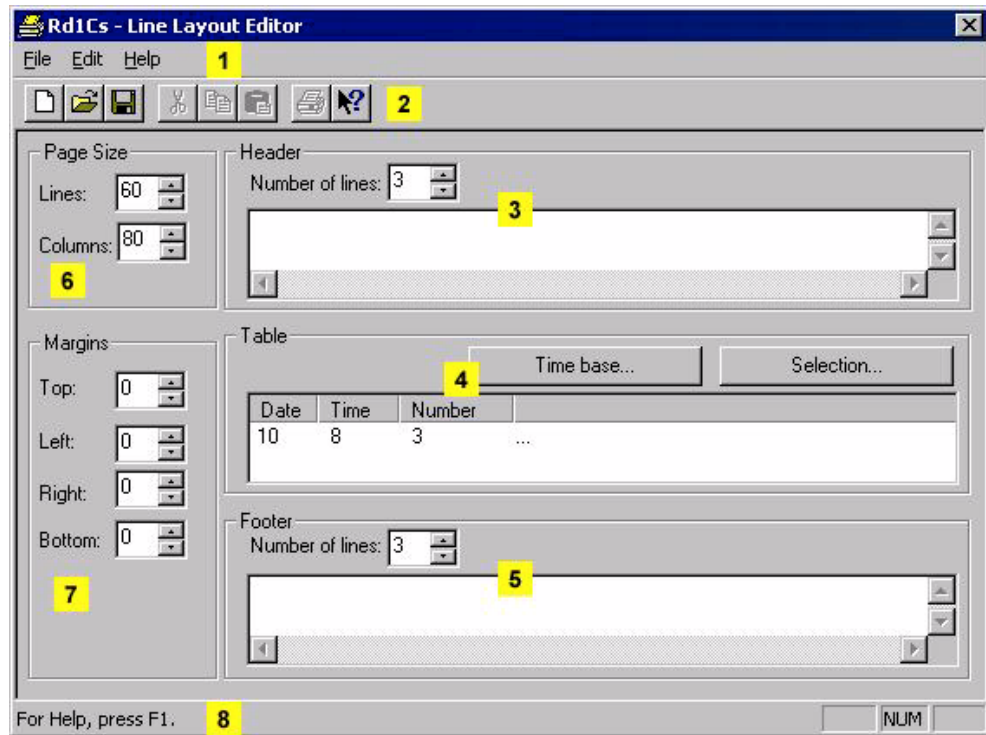 Rd1Cs - Line Layout Editor
File Edit Help 1
2
Page Size
Lines: 60
Columns: 80
6
Header
Number of lines: 3
3
Margins
Top: 0
Left: 0
Right: 0
Bottom: 0
7
Table
Time base... Selection...
4
Date Time Number
10 8 3 ...
Footer
Number of lines: 3
5
For Help, press F1. 8 NUM